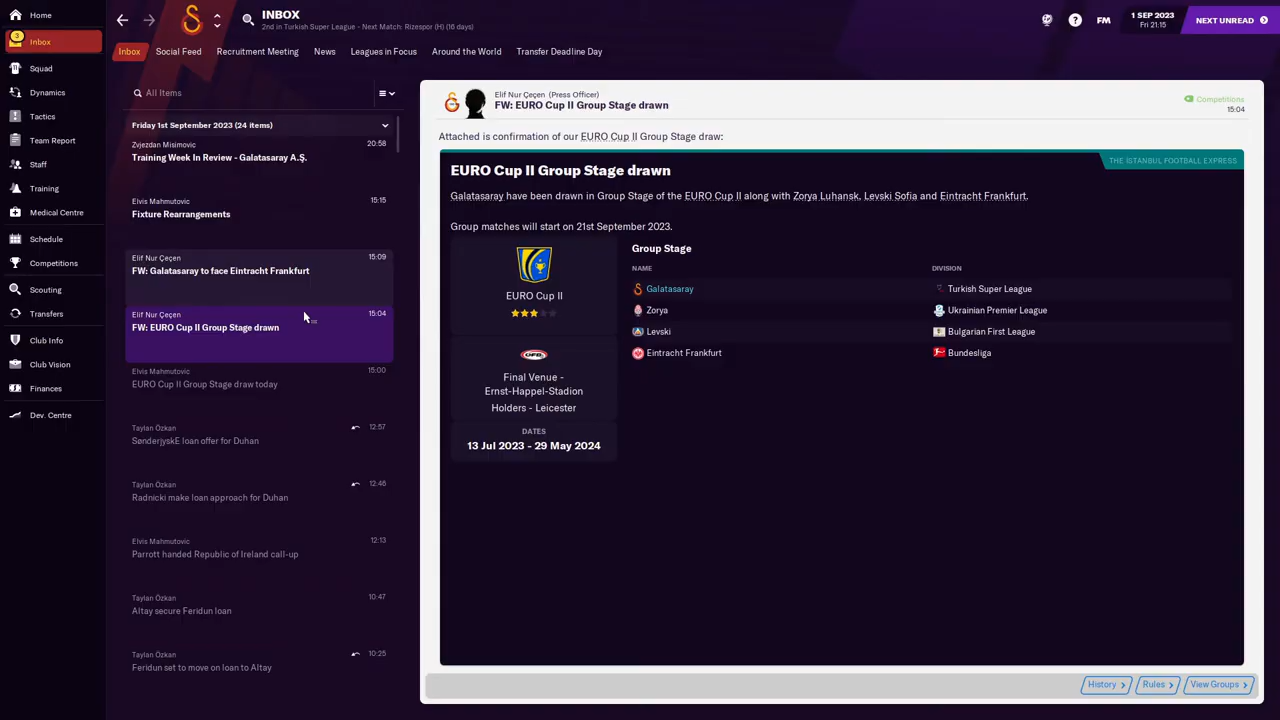 Home
3
Inbox
Squad
Dynamics
Tactics
Team Report
Staff
Training
Medical Centre
Schedule
Competitions
Scouting
Transfers
Club Info
Club Vision
Finances
Dev. Centre
INBOX
2nd in Turkish Super League - Next Match: Rizespor (H) (16 days)
? FM
1 SEP 2023
Fri 21:15
NEXT UNREAD
Inbox Social Feed Recruitment Meeting News Leagues in Focus Around the World Transfer Deadline Day
All Items
Friday 1st September 2023 (24 items)
Zvjezdan Misimovic 20:58
Training Week In Review - Galatasaray A.Ş.
Elvis Mahmutovic 15:15
Fixture Rearrangements
Elif Nur Çeçen 15:09
FW: Galatasaray to face Eintracht Frankfurt
Elif Nur Çeçen 15:04
FW: EURO Cup II Group Stage drawn
Elvis Mahmutovic 15:00
EURO Cup II Group Stage draw today
Taylan Özkan 12:57
SønderjyskE loan offer for Duhan
Taylan Özkan 12:46
Radnicki make loan approach for Duhan
Elvis Mahmutovic 12:13
Parrott handed Republic of Ireland call-up
Taylan Özkan 10:47
Altay secure Feridun loan
Taylan Özkan 10:25
Feridun set to move on loan to Altay
Elif Nur Çeçen (Press Officer)
FW: EURO Cup II Group Stage drawn
Competitions
15:04
Attached is confirmation of our EURO Cup II Group Stage draw:
THE İSTANBUL FOOTBALL EXPRESS
EURO Cup II Group Stage drawn
Galatasaray have been drawn in Group Stage of the EURO Cup II along with Zorya Luhansk, Levski Sofia and Eintracht Frankfurt.
Group matches will start on 21st September 2023.
EURO Cup II
UFB.
Final Venue -
Ernst-Happel-Stadion
Holders - Leicester
DATES
13 Jul 2023 - 29 May 2024
Group Stage
NAME DIVISION
Galatasaray Turkish Super League
Zorya Ukrainian Premier League
Levski Bulgarian First League
Eintracht Frankfurt Bundesliga
History Rules View Groups